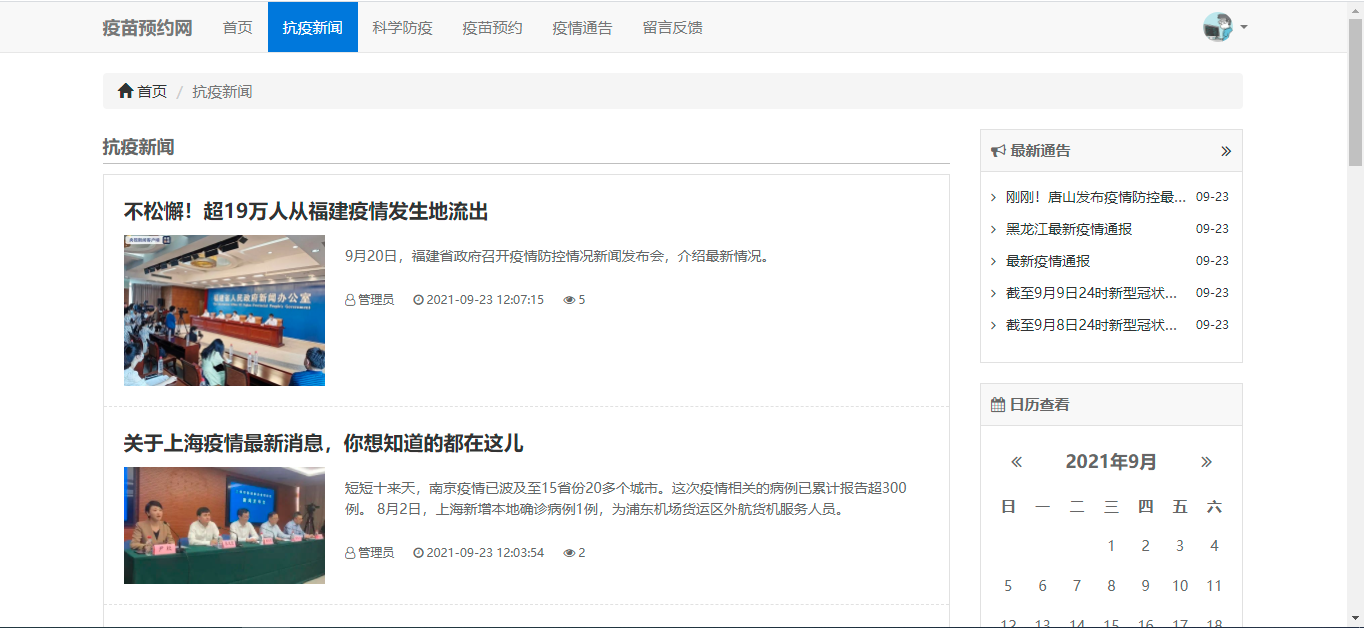 疫苗预约网 首页 抗疫新闻 科学防疫 疫苗预约 疫情通告 留言反馈
首页 / 抗疫新闻
抗疫新闻
不松懈！超19万人从福建疫情发生地流出
福建省人民政府新闻办公室
9月20日，福建省政府召开疫情防控情况新闻发布会，介绍最新情况。
管理员 2021-09-23 12:07:15 5
关于上海疫情最新消息，你想知道的都在这儿
短短十来天，南京疫情已波及至15省份20多个城市。这次疫情相关的病例已累计报告超300
例。 8月2日，上海新增本地确诊病例1例，为浦东机场货运区外航货机服务人员。
管理员 2021-09-23 12:03:54 2
最新通告 »
刚刚！唐山发布疫情防控最... 09-23
黑龙江最新疫情通报 09-23
最新疫情通报 09-23
截至9月9日24时新型冠状... 09-23
截至9月8日24时新型冠状... 09-23
日历查看
« 2021年9月 »
日 一 二 三 四 五 六
1 2 3 4
5 6 7 8 9 10 11
12 13 14 15 16 17 18